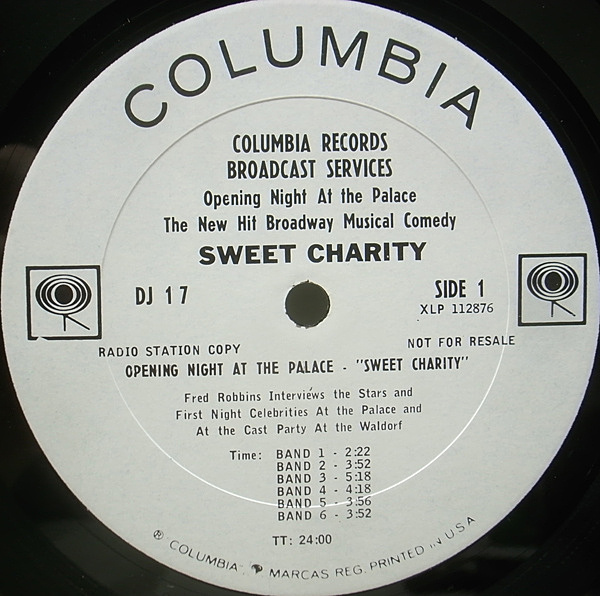 COLUMBIA
COLUMBIA RECORDS
BROADCAST SERVICES
Opening Night At the Palace
The New Hit Broadway Musical Comedy
SWEET CHARITY
DJ 17
SIDE 1
XLP 112876
RADIO STATION COPY
NOT FOR RESALE
OPENING NIGHT AT THE PALACE - "SWEET CHARITY"
Fred Robbins Interviews the Stars and
First Night Celebrities At the Palace and
At the Cast Party At the Waldorf
Time: BAND 1 - 2:22
BAND 2 - 3:52
BAND 3 - 5:18
BAND 4 - 4:18
BAND 5 - 3:56
BAND 6 - 3:52
TT: 24:00
® COLUMBIA MARCAS REG. PRINTED IN U S A